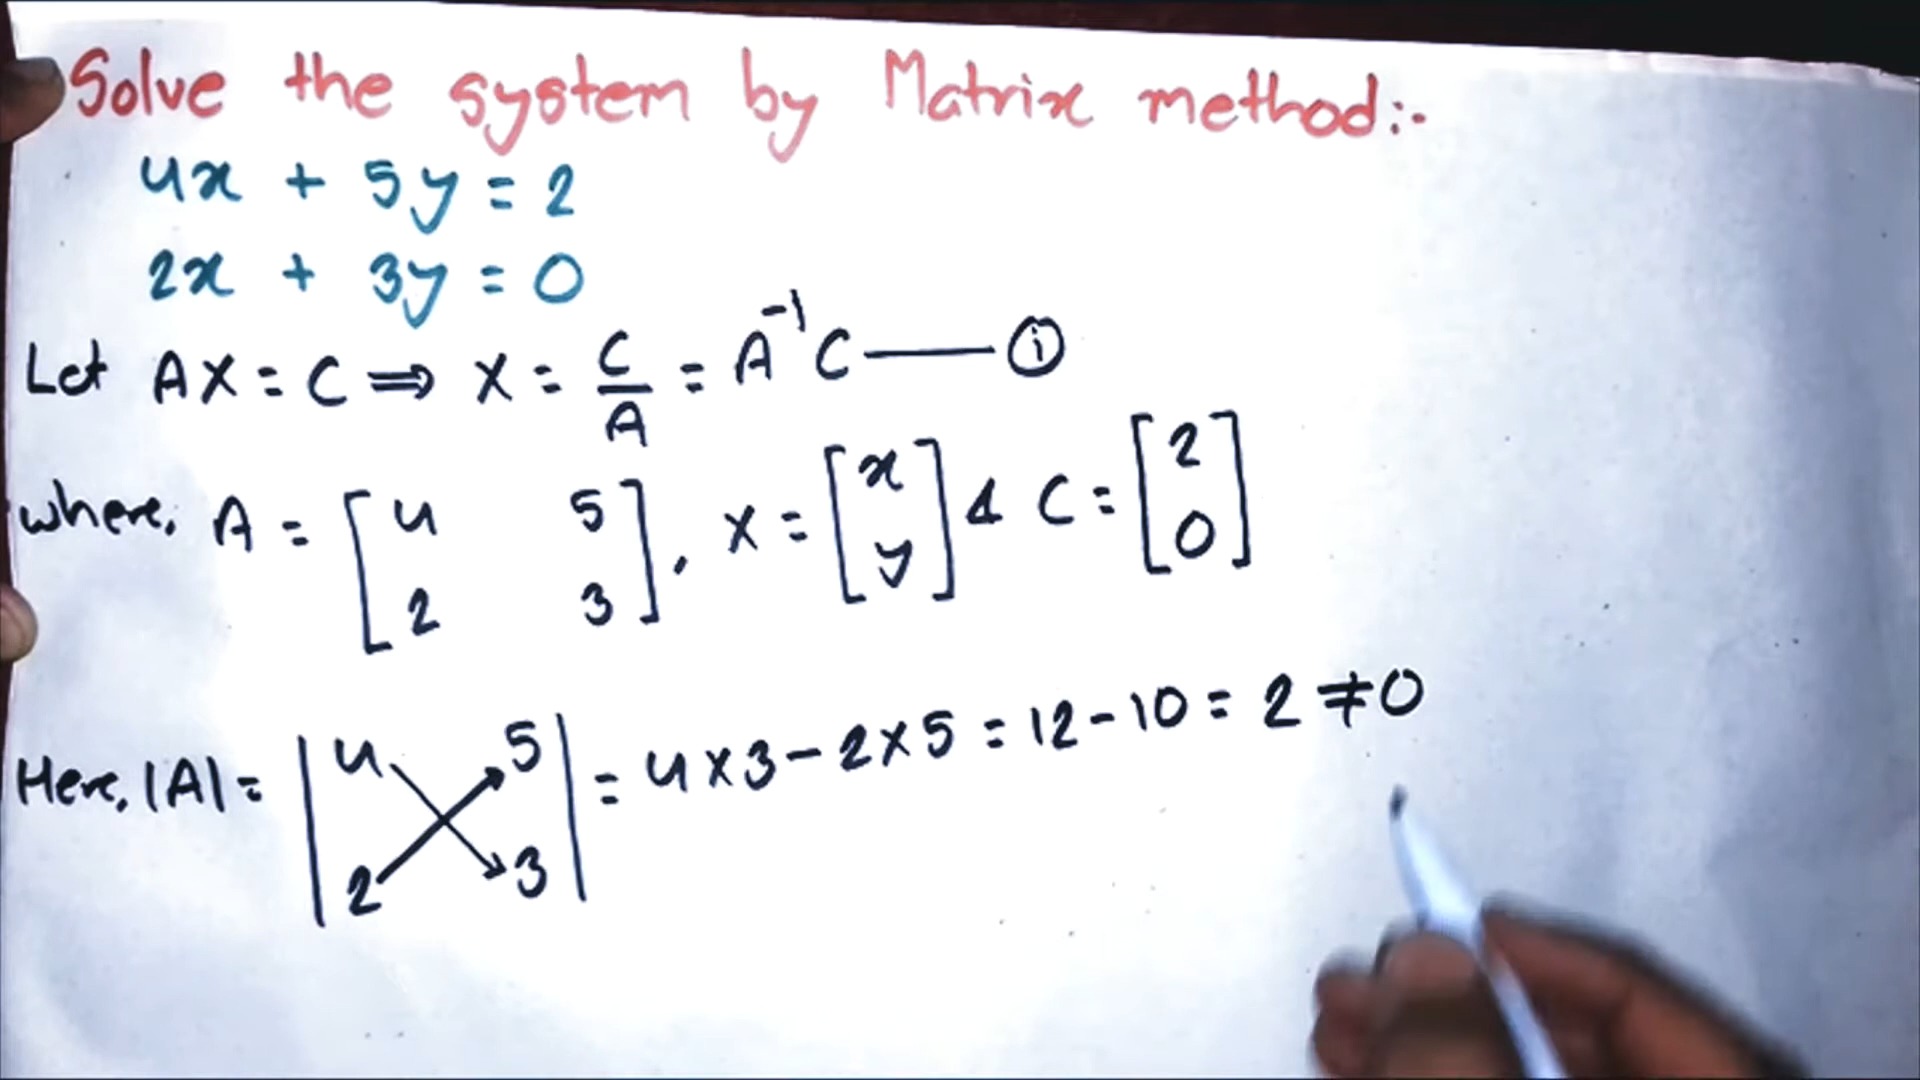 Solve the system by Matrix method:-
4x + 5y = 2
2x + 3y = 0
Let AX = C ⇒ X = C/A = A⁻¹C —— (i)
where, A = [4 5; 2 3], X = [x; y] & C = [2; 0]
Here, |A| = |4 5; 2 3| = 4×3 - 2×5 = 12 - 10 = 2 ≠ 0